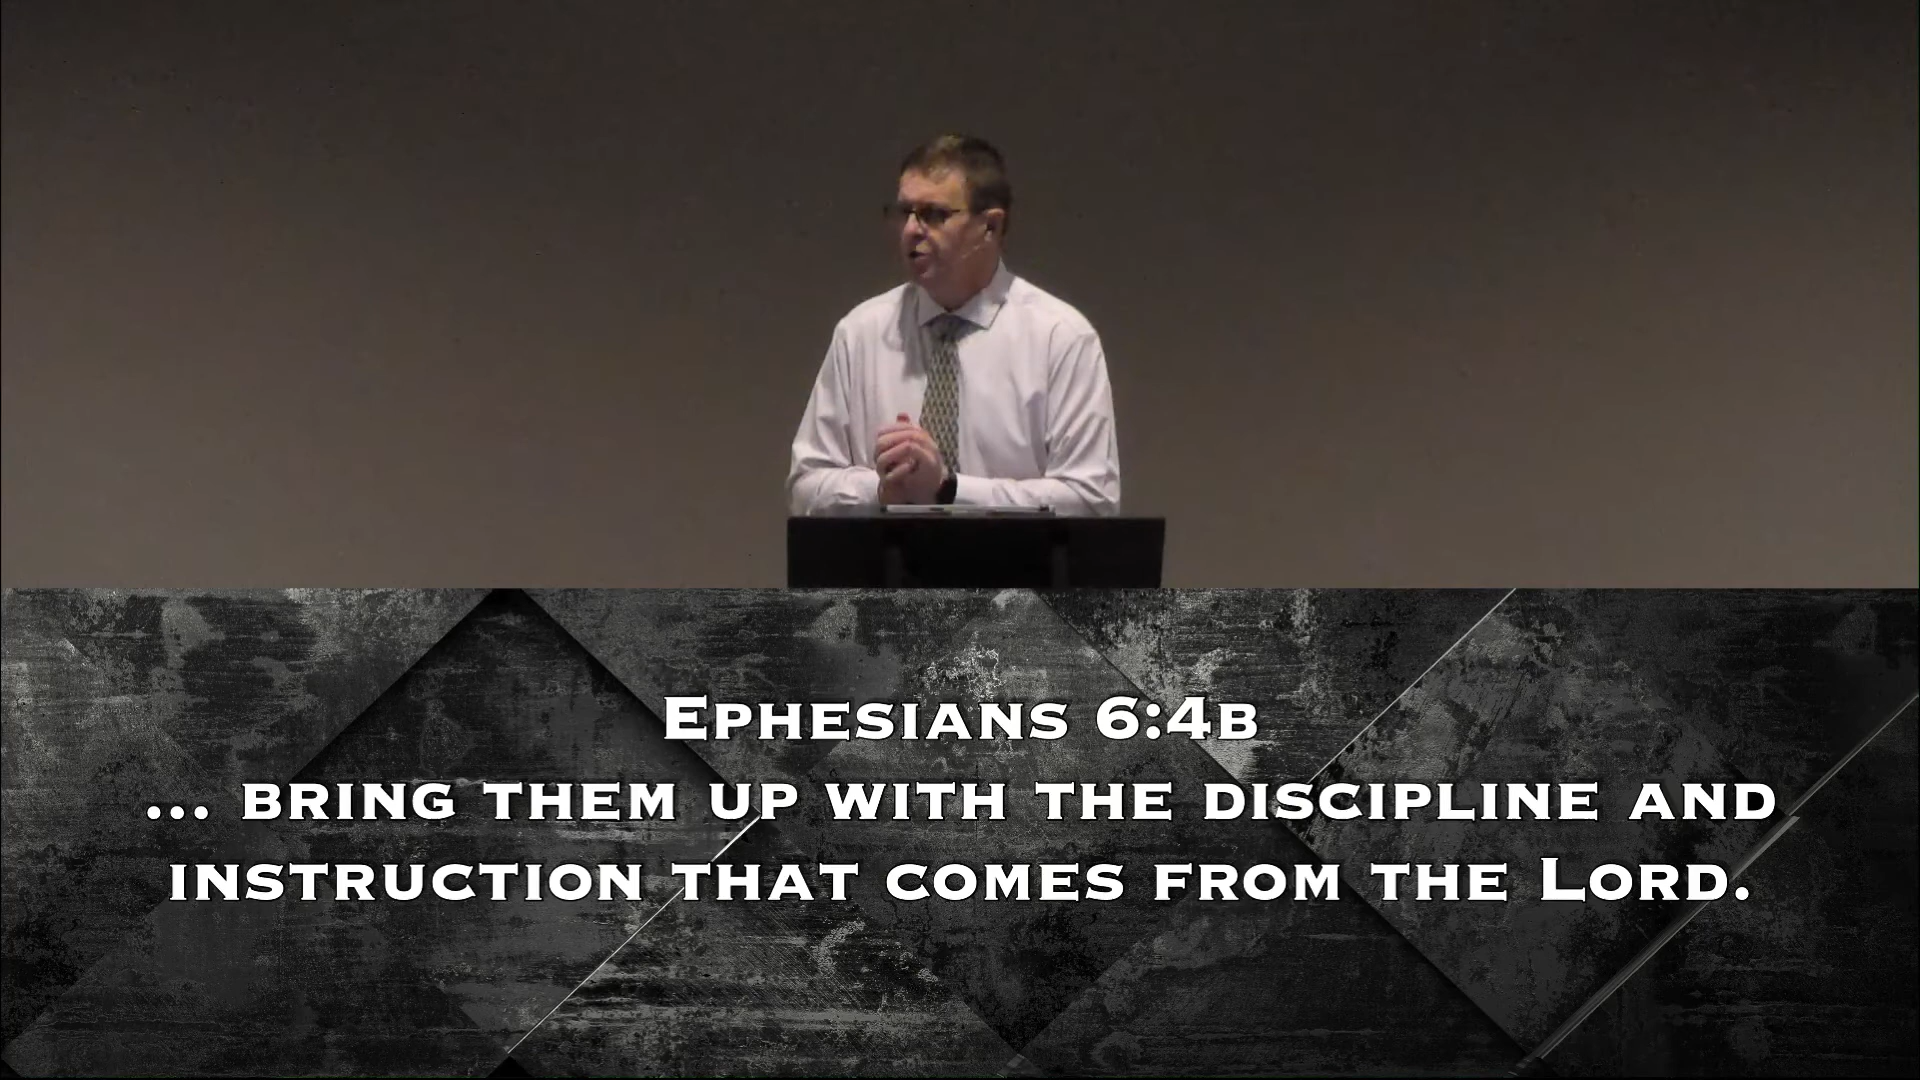 Ephesians 6:4b
... bring them up with the discipline and
instruction that comes from the Lord.